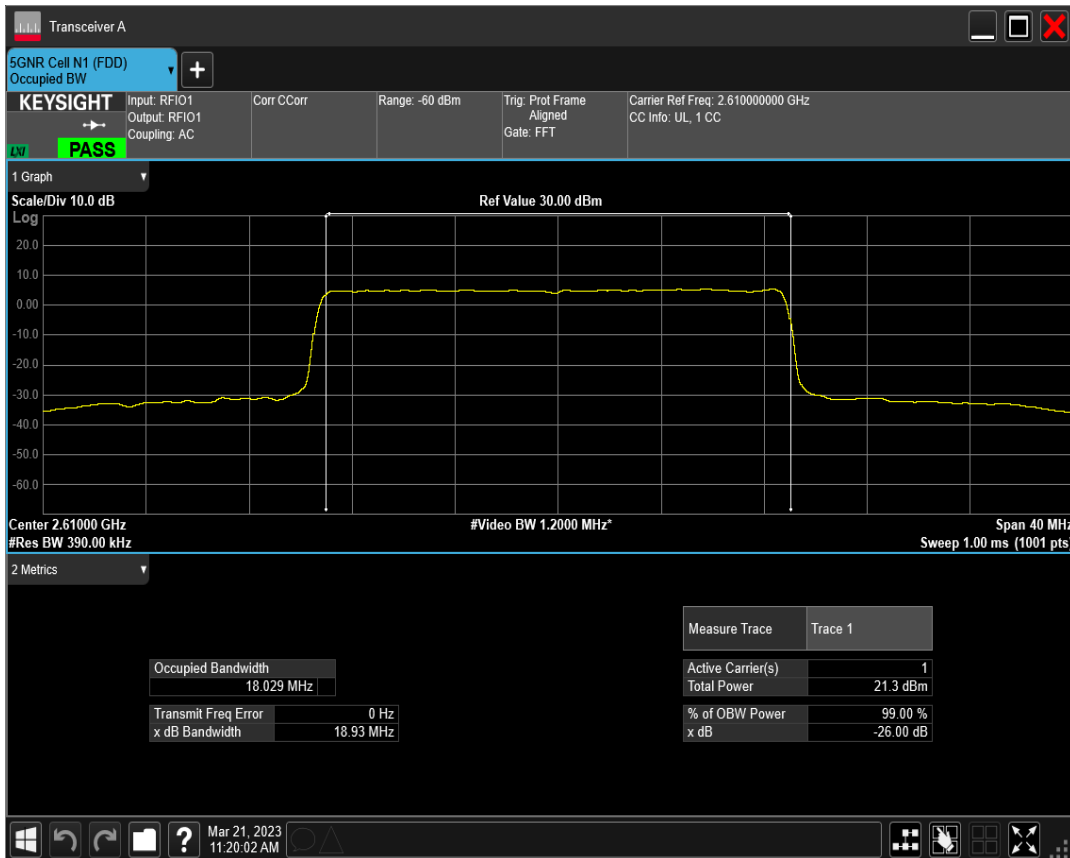 Transceiver A
5GNR Cell N1 (FDD)
Occupied BW
+
KEYSIGHT
LXI
PASS
Input: RFIO1
Output: RFIO1
Coupling: AC
Corr CCorr
Range: -60 dBm
Trig: Prot Frame
Aligned
Gate: FFT
Carrier Ref Freq: 2.610000000 GHz
CC Info: UL, 1 CC
1 Graph
Scale/Div 10.0 dB
Ref Value 30.00 dBm
Log
20.0
10.0
0.00
-10.0
-20.0
-30.0
-40.0
-50.0
-60.0
Center 2.61000 GHz
#Video BW 1.2000 MHz*
Span 40 MHz
#Res BW 390.00 kHz
Sweep 1.00 ms (1001 pts)
2 Metrics
Measure Trace Trace 1
Occupied Bandwidth
18.029 MHz
Active Carrier(s) 1
Total Power 21.3 dBm
Transmit Freq Error 0 Hz
x dB Bandwidth 18.93 MHz
% of OBW Power 99.00 %
x dB -26.00 dB
?
Mar 21, 2023
11:20:02 AM